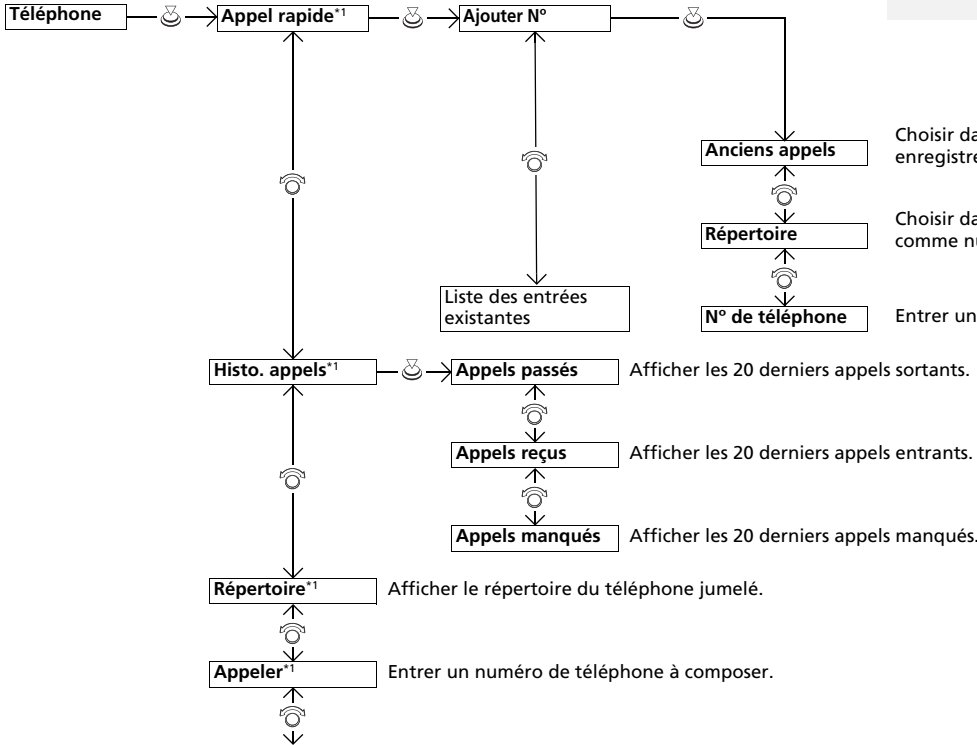 Téléphone
Appel rapide*1
Ajouter Nº
Anciens appels
Choisir
enregistre
Répertoire
Choisir
comme
Nº de téléphone
Entrer un
Liste des entrées
existantes
Histo. appels*1
Appels passés
Afficher les 20 derniers appels sortants.
Appels reçus
Afficher les 20 derniers appels entrants.
Appels manqués
Afficher les 20 derniers appels manqués.
Répertoire*1
Afficher le répertoire du téléphone jumelé.
Appeler*1
Entrer un numéro de téléphone à composer.